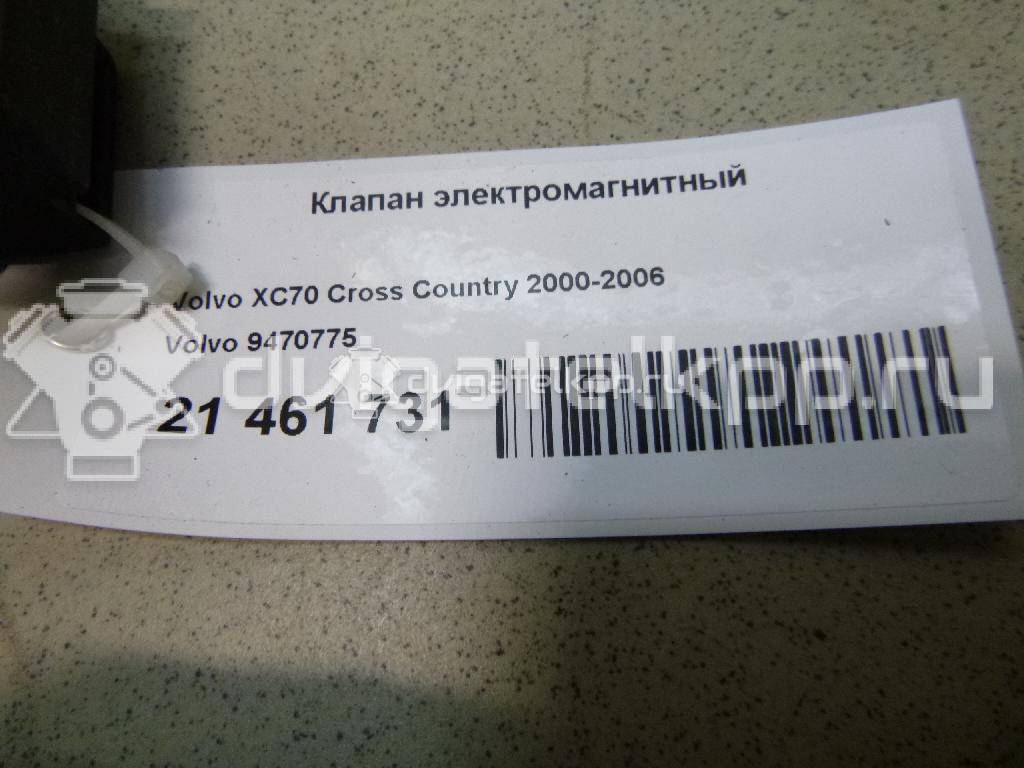 Клапан электромагнитный
Volvo XC70 Cross Country 2000-2006
Volvo 9470775
21 461 731
dvigatelkpp.ru
dvigatelkpp.ru